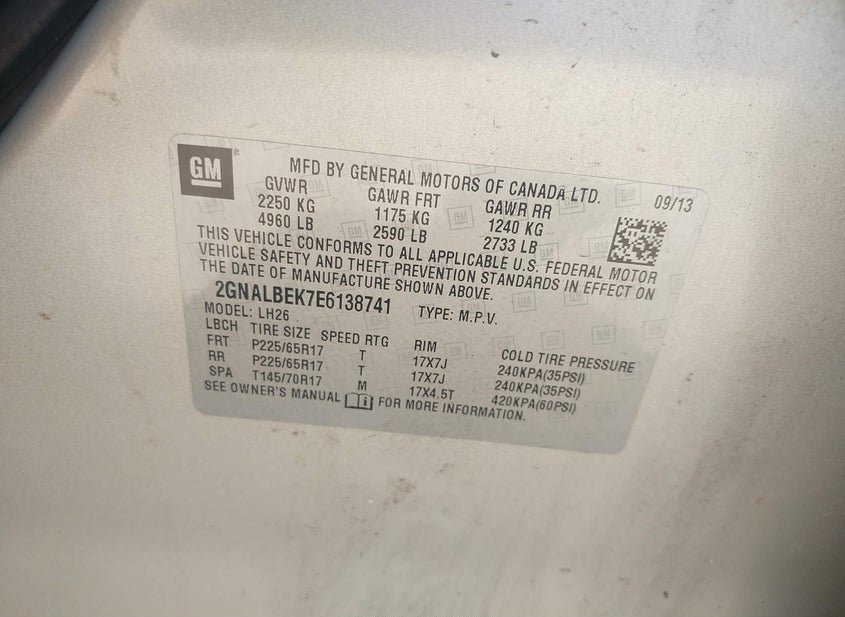 GM
MFD BY GENERAL MOTORS OF CANADA LTD. 09/13
GVWR GAWR FRT GAWR RR
2250 KG 1175 KG 1240 KG
4960 LB 2590 LB 2733 LB
THIS VEHICLE CONFORMS TO ALL APPLICABLE U.S. FEDERAL MOTOR
VEHICLE SAFETY AND THEFT PREVENTION STANDARDS IN EFFECT ON
THE DATE OF MANUFACTURE SHOWN ABOVE.
2GNALBEK7E6138741 TYPE: M.P.V.
MODEL: LH26
LBCH TIRE SIZE SPEED RTG RIM COLD TIRE PRESSURE
FRT P225/65R17 T 17X7J 240KPA(35PSI)
RR P225/65R17 T 17X7J 240KPA(35PSI)
SPA T145/70R17 M 17X4.5T 420KPA(60PSI)
SEE OWNER'S MANUAL FOR MORE INFORMATION.